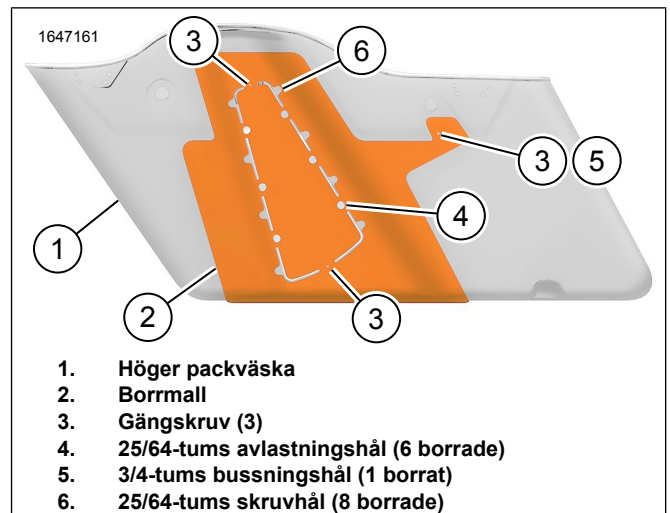 1647161
3
6
3
5
4
1
2
3
1. Höger packväska
2. Borrmall
3. Gängskruv (3)
4. 25/64-tums avlastningshål (6 borrade)
5. 3/4-tums bussningshål (1 borrat)
6. 25/64-tums skruvhål (8 borrade)